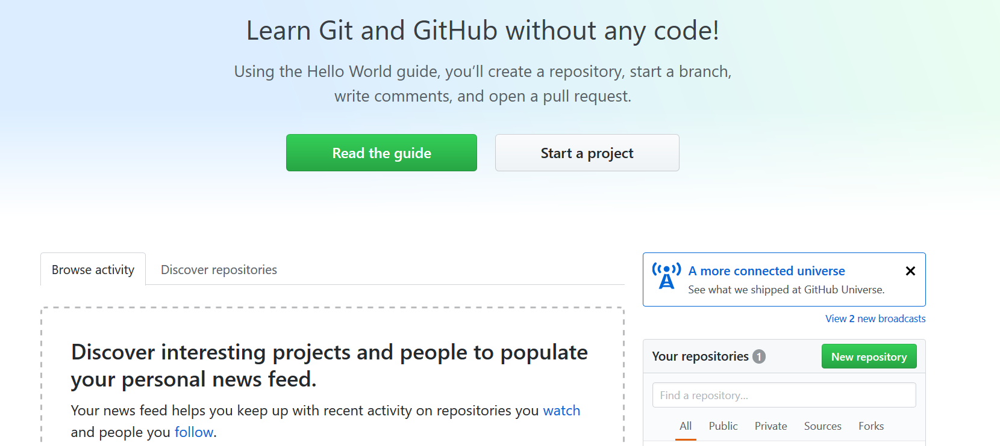 Learn Git and GitHub without any code!
Using the Hello World guide, you’ll create a repository, start a branch,
write comments, and open a pull request.
Read the guide
Start a project
Browse activity
Discover repositories
Discover interesting projects and people to populate
your personal news feed.
Your news feed helps you keep up with recent activity on repositories you watch
and people you follow.
A more connected universe
See what we shipped at GitHub Universe.
View 2 new broadcasts
Your repositories 1
New repository
Find a repository...
All Public Private Sources Forks